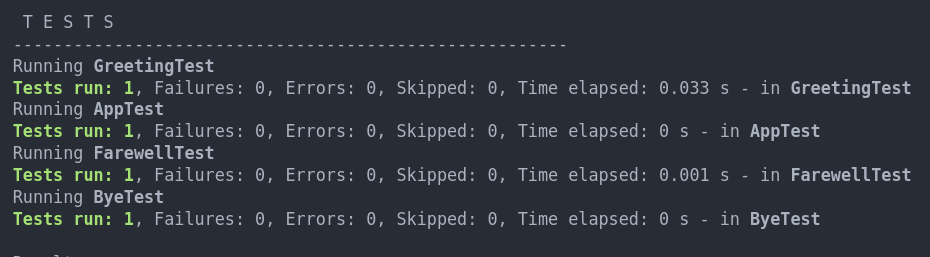 T E S T S
-------------------------------------------------------
Running GreetingTest
Tests run: 1, Failures: 0, Errors: 0, Skipped: 0, Time elapsed: 0.033 s - in GreetingTest
Running AppTest
Tests run: 1, Failures: 0, Errors: 0, Skipped: 0, Time elapsed: 0 s - in AppTest
Running FarewellTest
Tests run: 1, Failures: 0, Errors: 0, Skipped: 0, Time elapsed: 0.001 s - in FarewellTest
Running ByeTest
Tests run: 1, Failures: 0, Errors: 0, Skipped: 0, Time elapsed: 0 s - in ByeTest